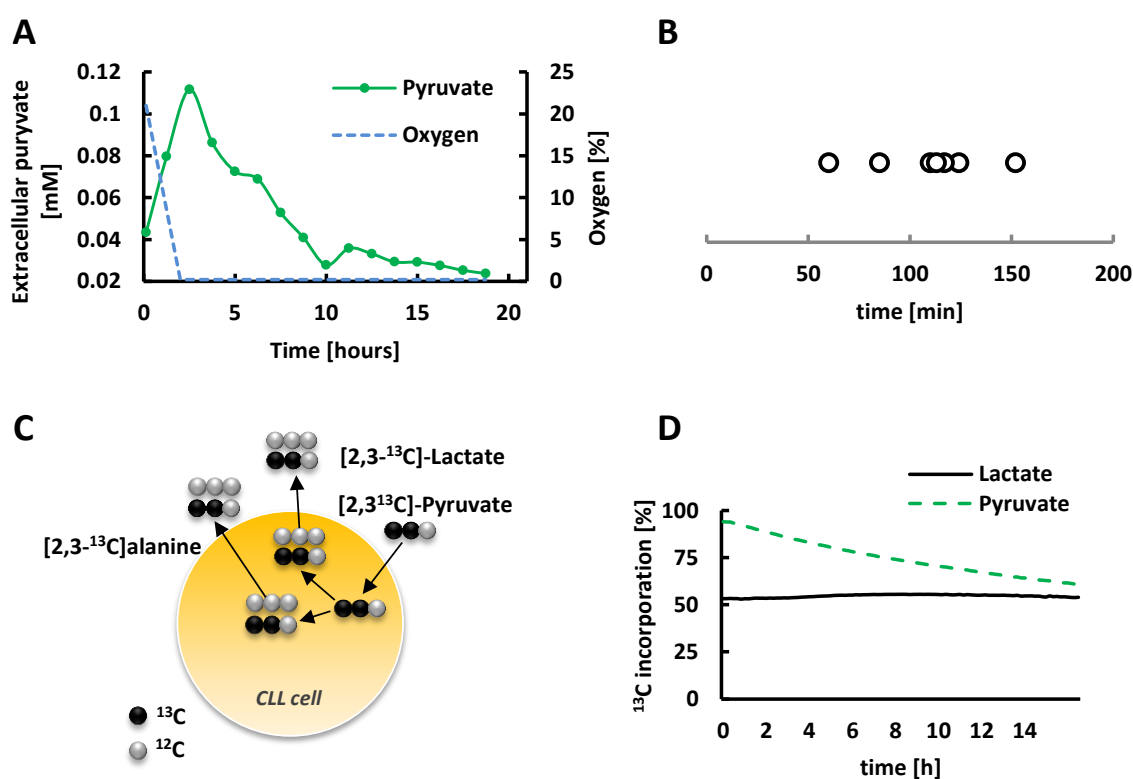 A
Extracellular puryvate
[mM]
0.12
0.1
0.08
0.06
0.04
0.02
25
20
15
10
5
0
Oxygen [%]
Pyruvate
Oxygen
0 5 10 15 20
Time [hours]
B
0 50 100 150 200
time [min]
C
[2,3-¹³C]-Lactate
[2,3¹³C]-Pyruvate
[2,3-¹³C]alanine
CLL cell
¹³C
¹²C
D
Lactate
Pyruvate
¹³C incorporation [%]
100
75
50
25
0
0 2 4 6 8 10 12 14
time [h]